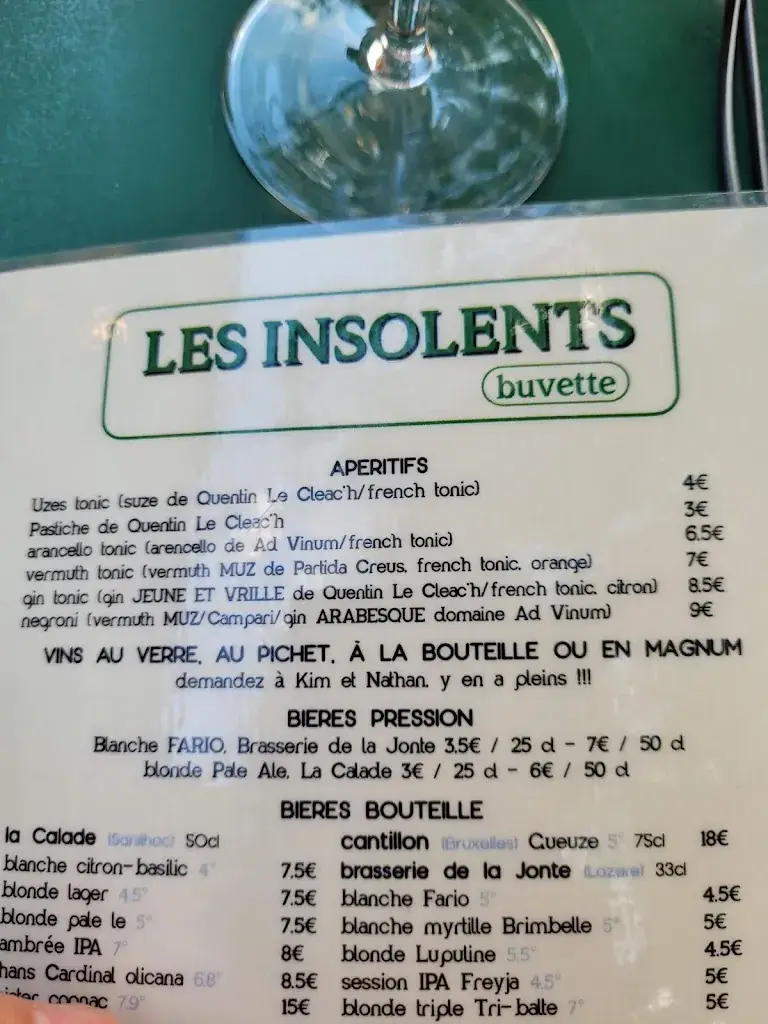 LES INSOLENTS
buvette
APERITIFS
Uzes tonic (suze de Quentin Le Cleac'h/french tonic) 4€
Pastiche de Quentin Le Cleac'h 3€
arancello tonic (arencello de Ad Vinum/french tonic) 6.5€
vermuth tonic (vermuth MUZ de Partida Creus, french tonic, orange) 7€
gin tonic (gin JEUNE ET VRILLE de Quentin Le Cleac'h/french tonic, citron) 8.5€
negroni (vermuth MUZ/Campari/gin ARABESQUE domaine Ad Vinum) 9€
VINS AU VERRE, AU PICHET, À LA BOUTEILLE OU EN MAGNUM
demandez à Kim et Nathan, y en a pleins !!!
BIERES PRESSION
Blanche FARIO, Brasserie de la Jonte 3.5€ / 25 cl - 7€ / 50 cl
blonde Pale Ale, La Calade 3€ / 25 cl - 6€ / 50 cl
BIERES BOUTEILLE
la Calade (Sanilhac) 50cl
blanche citron-basilic 4° 7.5€
blonde lager 4.5° 7.5€
blonde pale le 5° 7.5€
ambrée IPA 7° 8€
hans Cardinal olicana 6.8° 8.5€
cognac 7.9° 15€
cantillon (Bruxelles) Gueuze 5° 75cl 18€
brasserie de la Jonte (Lozère) 33cl
blanche Fario 5° 4.5€
blanche myrtille Brimbelle 5° 5€
blonde Lupuline 5.5° 4.5€
session IPA Freyja 4.5° 5€
blonde triple Tri-balte 7° 5€